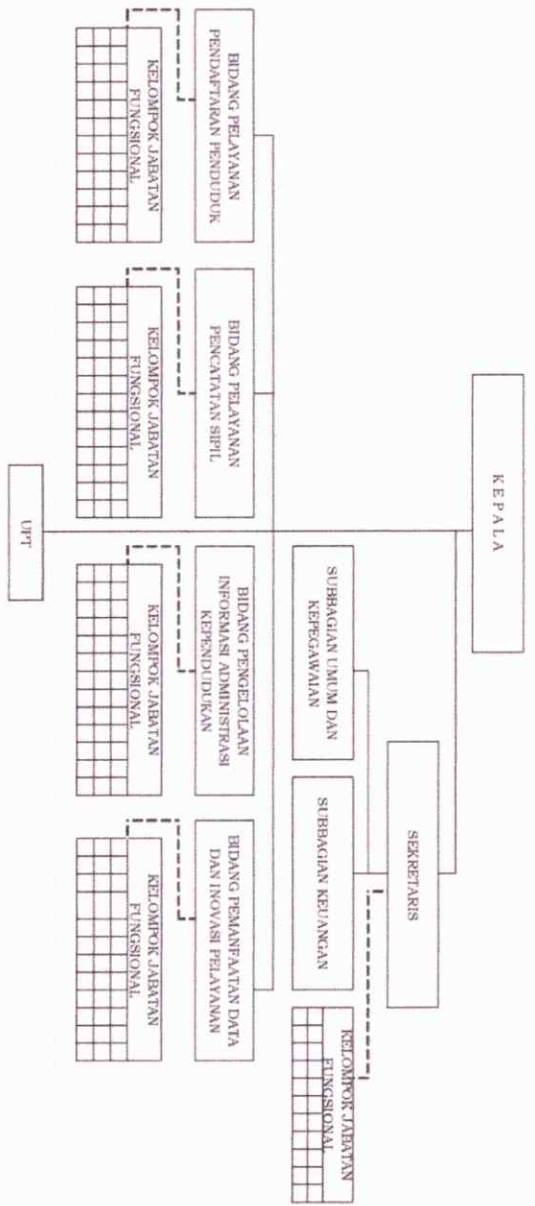 K E P A L A
SEKRETARIS
SUBBAGIAN UMUM DAN
KEPEGAWAIAN
SUBBAGIAN KEUANGAN
KELOMPOK JABATAN
FUNGSIONAL
BIDANG PELAYANAN
PENDAFTARAN PENDUDUK
BIDANG PELAYANAN
PENCATATAN SIPIL
BIDANG PENGELOLAAN
INFORMASI ADMINISTRASI
KEPENDUDUKAN
BIDANG PEMANFAATAN DATA
DAN INOVASI PELAYANAN
KELOMPOK JABATAN
FUNGSIONAL
KELOMPOK JABATAN
FUNGSIONAL
KELOMPOK JABATAN
FUNGSIONAL
KELOMPOK JABATAN
FUNGSIONAL
UPT